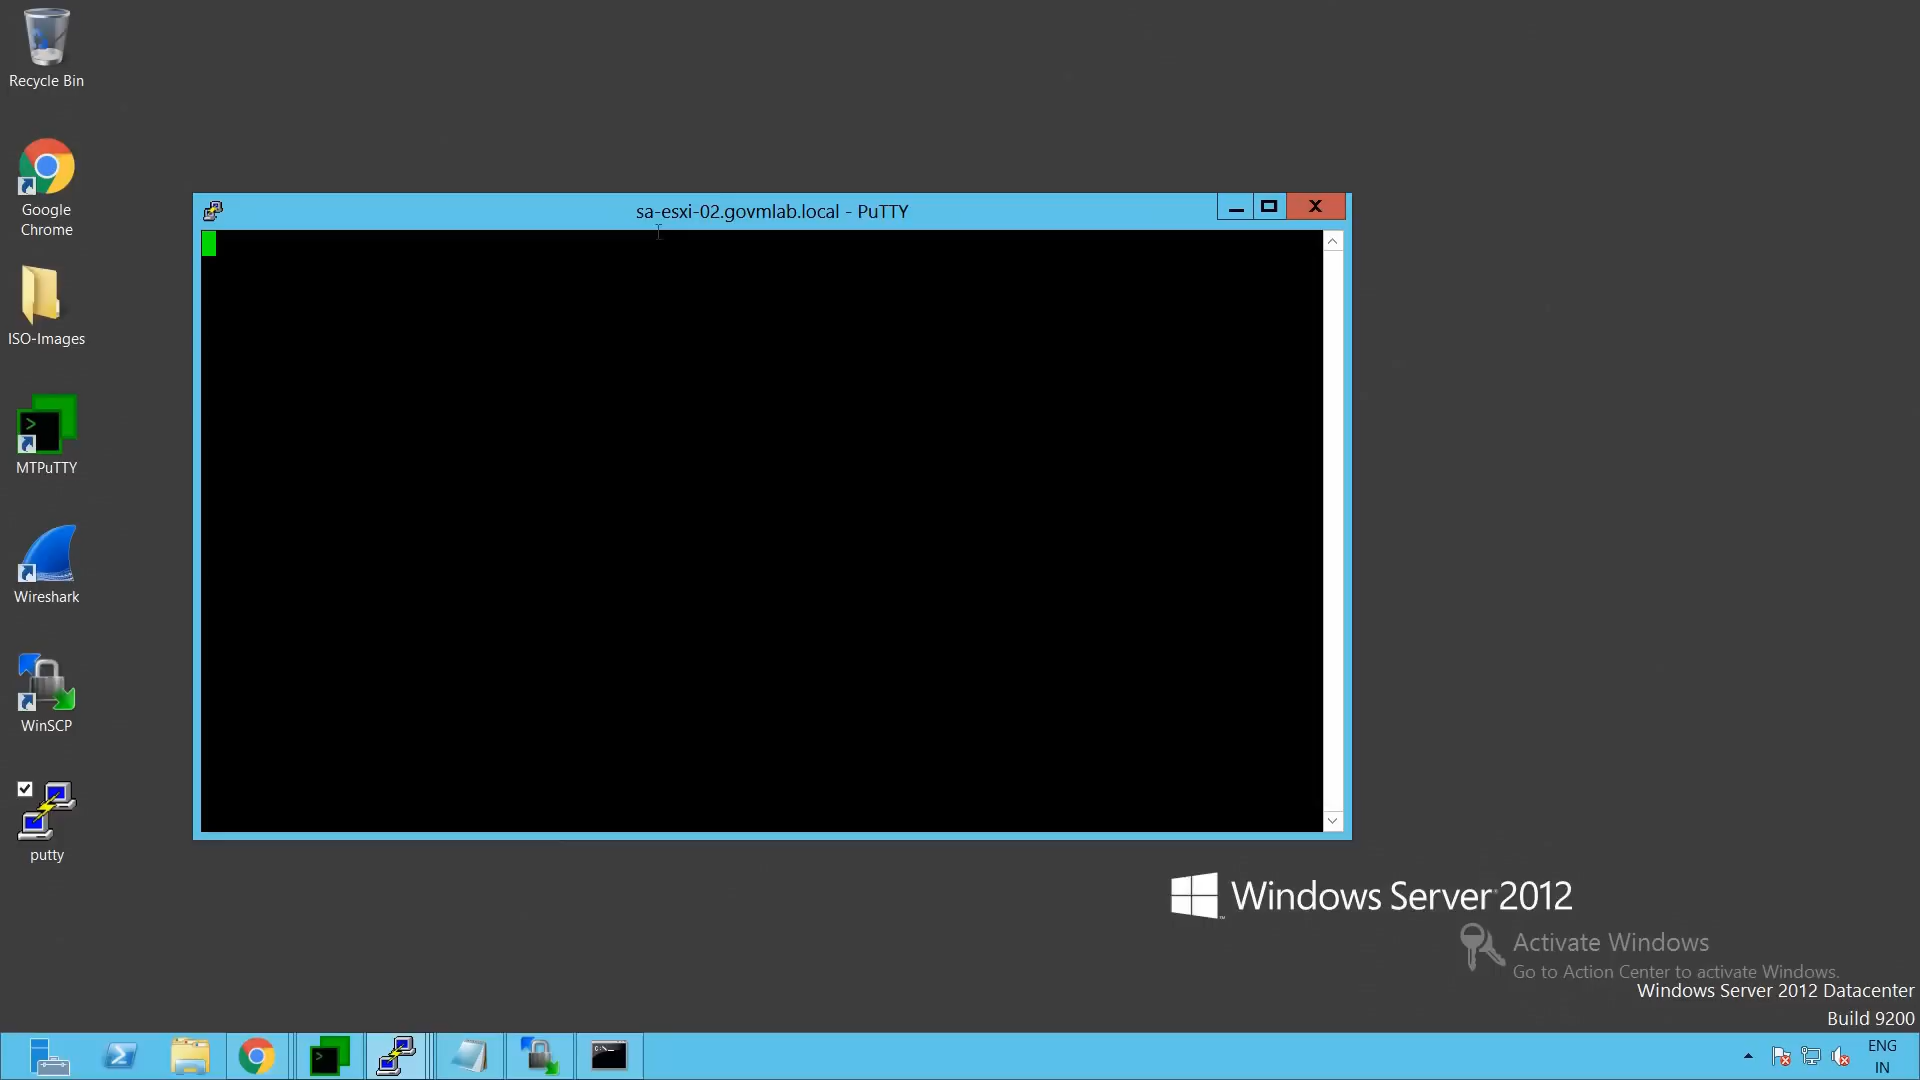 Recycle Bin
Google
Chrome
ISO-Images
MTPuTTY
Wireshark
WinSCP
putty
sa-esxi-02.govmlab.local - PuTTY
Windows Server 2012
Activate Windows
Go to Action Center to activate Windows.
Windows Server 2012 Datacenter
Build 9200
ENG
IN